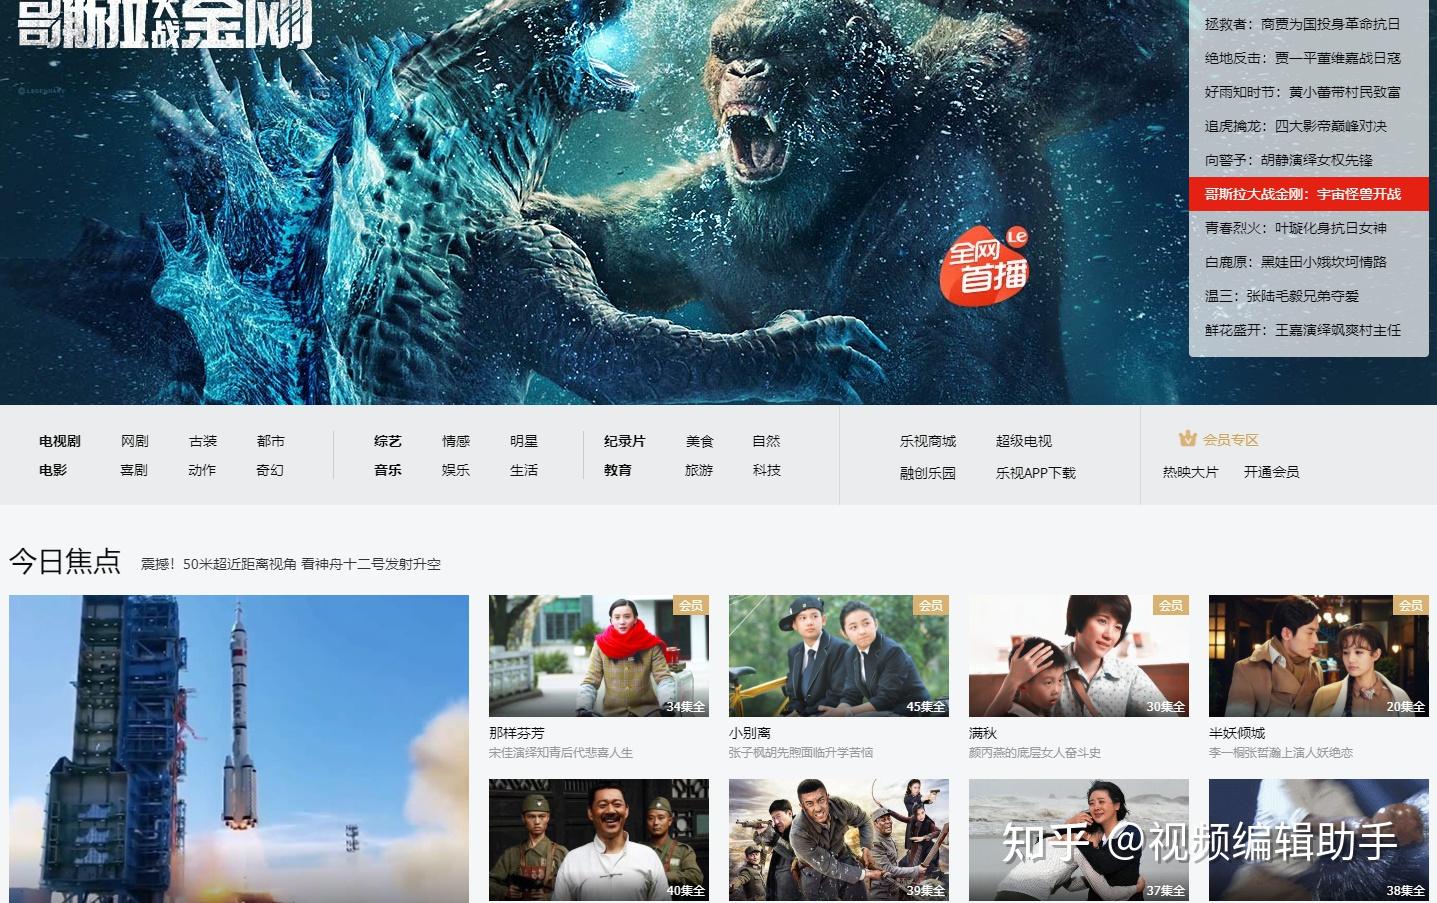 哥斯拉大战金刚
LEGENDARY
拯救者：商贾为国投身革命抗日
绝地反击：贾一平董维嘉战日寇
好雨知时节：黄小蕾带村民致富
追虎擒龙：四大影帝巅峰对决
向警予：胡静演绎女权先锋
哥斯拉大战金刚：宇宙怪兽开战
青春烈火：叶璇化身抗日女神
白鹿原：黑娃田小娥坎坷情路
温三：张陆毛毅兄弟夺爱
鲜花盛开：王嘉演绎飒爽村主任
Le
全网
首播
电视剧 网剧 古装 都市
电影 喜剧 动作 奇幻
综艺 情感 明星
音乐 娱乐 生活
纪录片 美食 自然
教育 旅游 科技
乐视商城 超级电视
融创乐园 乐视APP下载
会员专区
热映大片 开通会员
今日焦点 震撼！50米超近距离视角 看神舟十二号发射升空
会员
34集全
那样芬芳
宋佳演绎知青后代悲喜人生
会员
45集全
小别离
张子枫胡先煦面临升学苦恼
会员
30集全
满秋
颜丙燕的底层女人奋斗史
会员
20集全
半妖倾城
李一桐张哲瀚上演人妖绝恋
40集全
39集全
37集全
38集全
知乎 @视频编辑助手